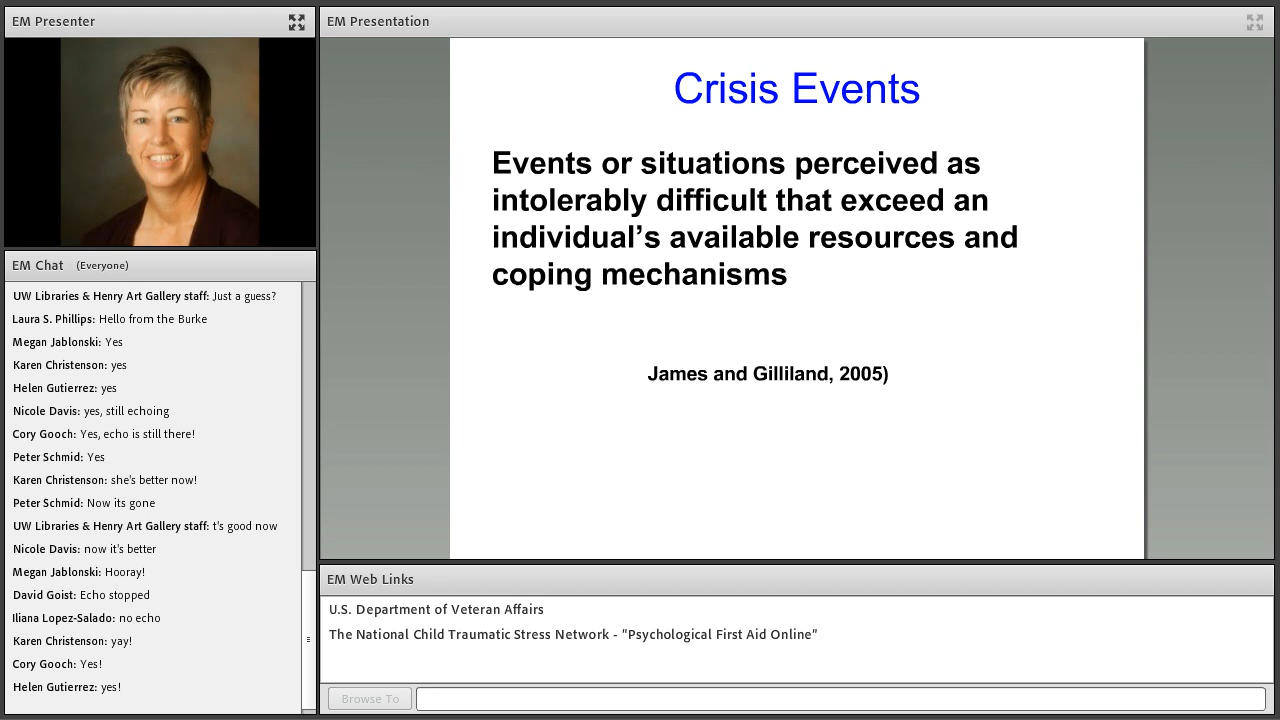 EM Presenter
EM Chat (Everyone)
UW Libraries & Henry Art Gallery staff: Just a guess?
Laura S. Phillips: Hello from the Burke
Megan Jablonski: Yes
Karen Christenson: yes
Helen Gutierrez: yes
Nicole Davis: yes, still echoing
Cory Gooch: Yes, echo is still there!
Peter Schmid: Yes
Karen Christenson: she's better now!
Peter Schmid: Now its gone
UW Libraries & Henry Art Gallery staff: t's good now
Nicole Davis: now it's better
Megan Jablonski: Hooray!
David Goist: Echo stopped
Iliana Lopez-Salado: no echo
Karen Christenson: yay!
Cory Gooch: Yes!
Helen Gutierrez: yes!
EM Presentation
Crisis Events
Events or situations perceived as
intolerably difficult that exceed an
individual’s available resources and
coping mechanisms
James and Gilliland, 2005)
EM Web Links
U.S. Department of Veteran Affairs
The National Child Traumatic Stress Network - "Psychological First Aid Online"
Browse To